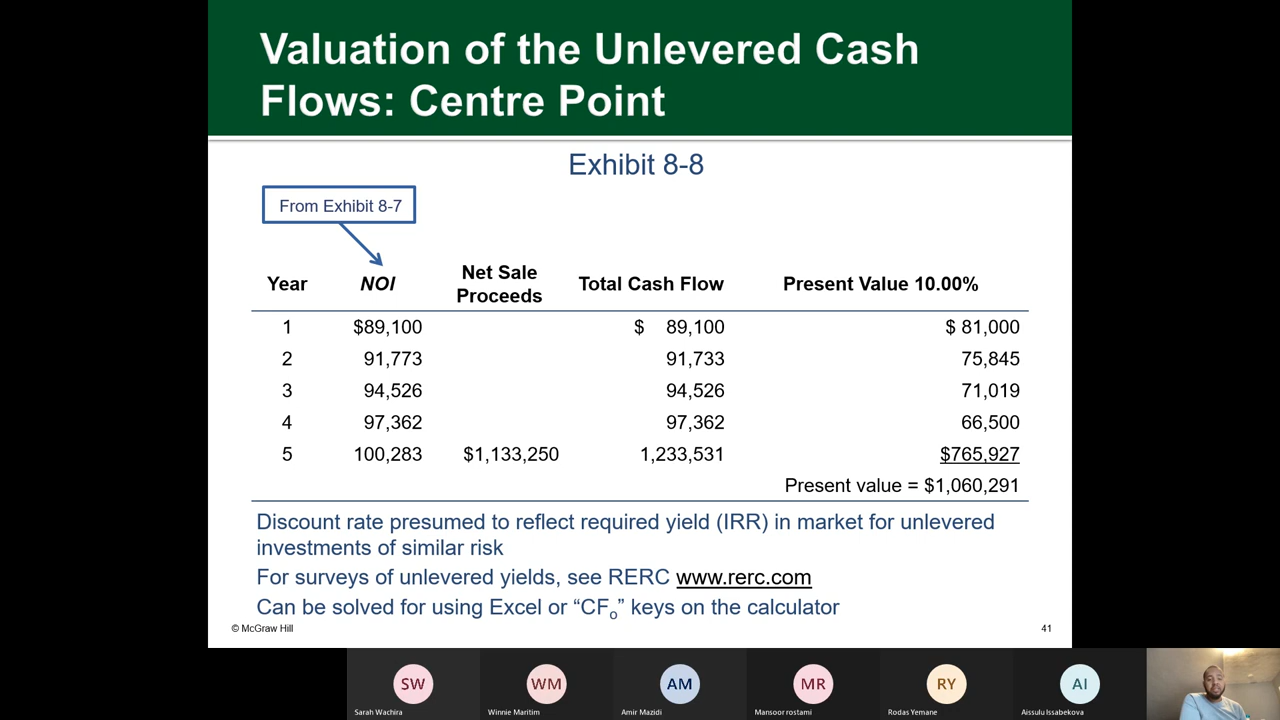 Valuation of the Unlevered Cash
Flows: Centre Point
Exhibit 8-8
From Exhibit 8-7
Year NOI Net Sale Proceeds Total Cash Flow Present Value 10.00%
1 $89,100 $ 89,100 $ 81,000
2 91,773 91,733 75,845
3 94,526 94,526 71,019
4 97,362 97,362 66,500
5 100,283 $1,133,250 1,233,531 $765,927
Present value = $1,060,291
Discount rate presumed to reflect required yield (IRR) in market for unlevered
investments of similar risk
For surveys of unlevered yields, see RERC www.rerc.com
Can be solved for using Excel or “CFo” keys on the calculator
© McGraw Hill 41
SW WM AM MR RY AI
Sarah Wachira Winnie Maritim Amir Mazidi Mansoor rostami Rodas Yemane Aissulu Issabekova